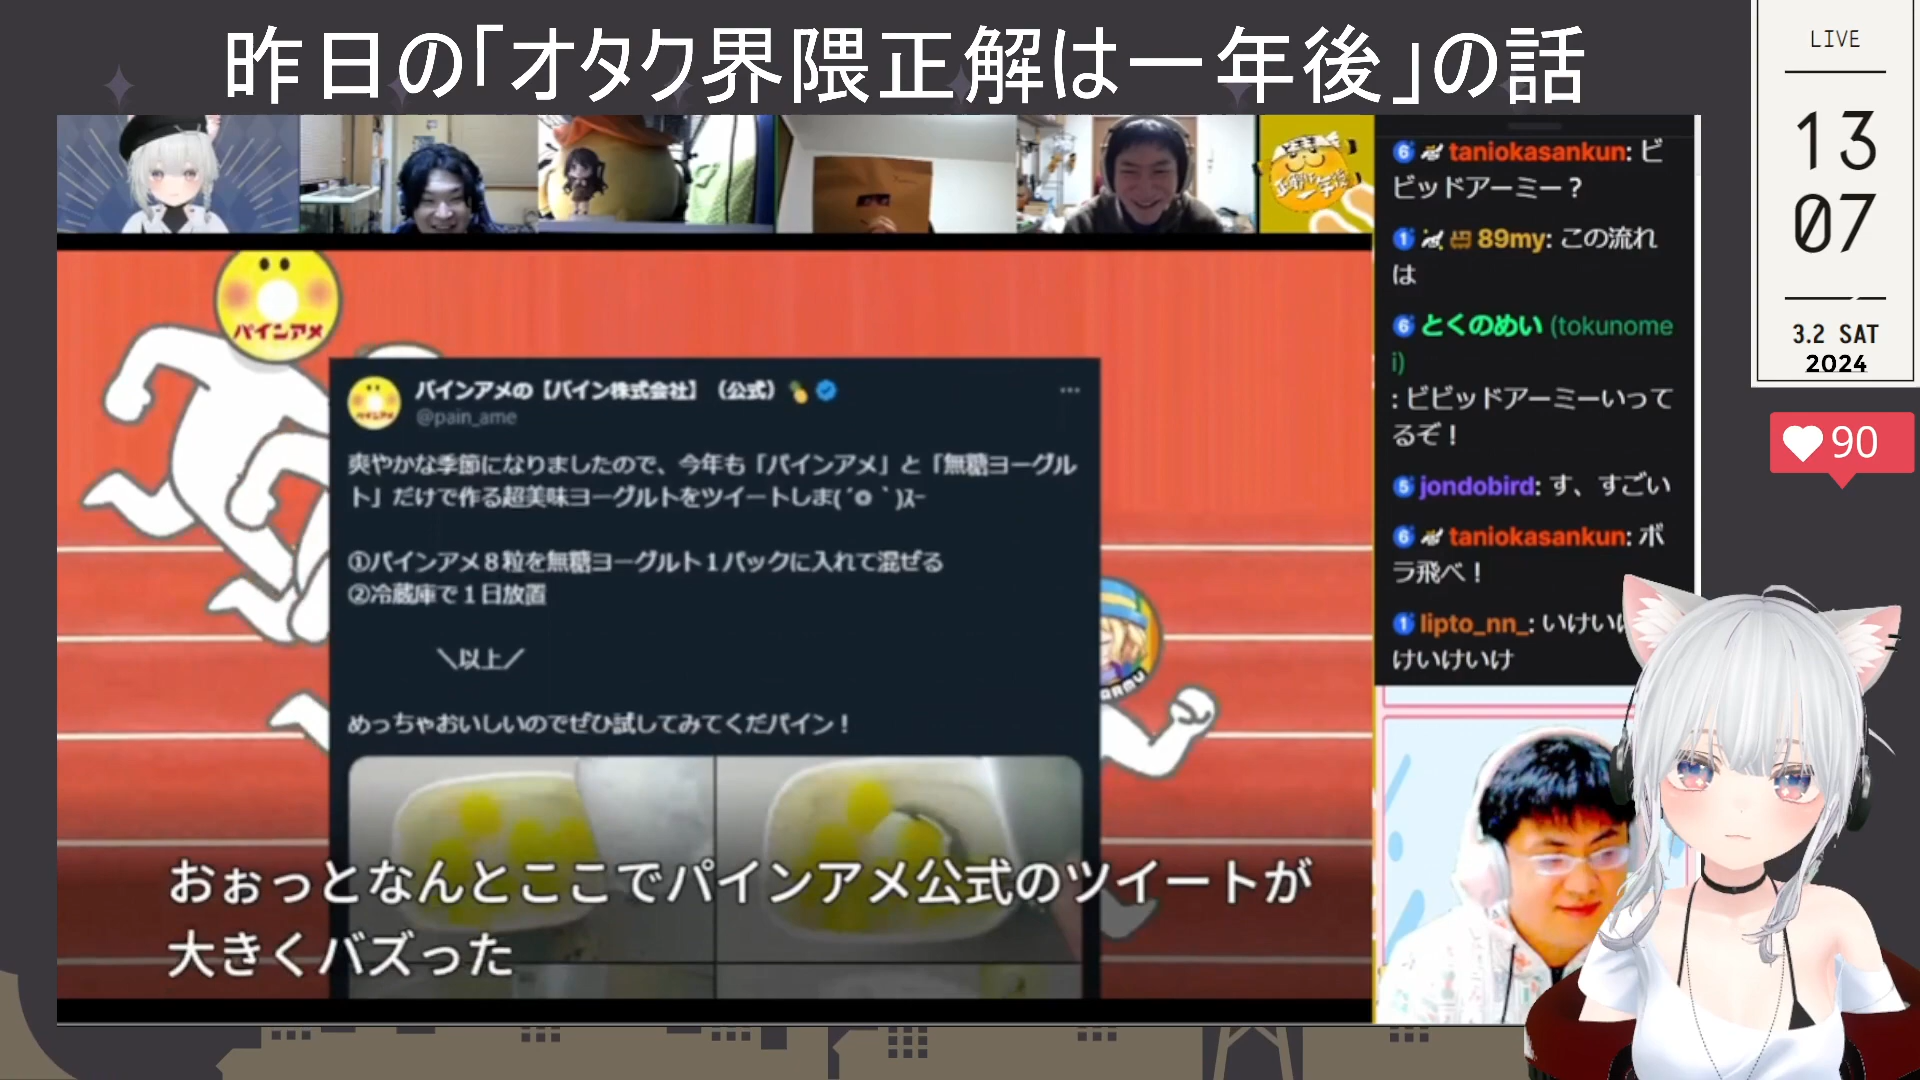 昨日の「オタク界隈正解は一年後」の話
LIVE
13
07
3.2 SAT
2024
90
taniokasankun: ビ
ビッドアーミー？
89my: この流れ
は
とくのめい (tokunome
i)
: ビビッドアーミーいって
るぞ！
jondobird: す、すごい
taniokasankun: ボ
ラ飛べ！
lipto_nn_: いけい
けいけいけ
パインアメ
パインアメの【パイン株式会社】（公式）
@pain_ame
爽やかな季節になりましたので、今年も「パインアメ」と「無糖ヨーグル
ト」だけで作る超美味ヨーグルトをツイートしま(´◎｀)ｽｰ
①パインアメ８粒を無糖ヨーグルト１パックに入れて混ぜる
②冷蔵庫で１日放置
＼以上／
めっちゃおいしいのでぜひ試してみてくだパイン！
ARMY
おぉっとなんとここでパインアメ公式のツイートが
大きくバズった